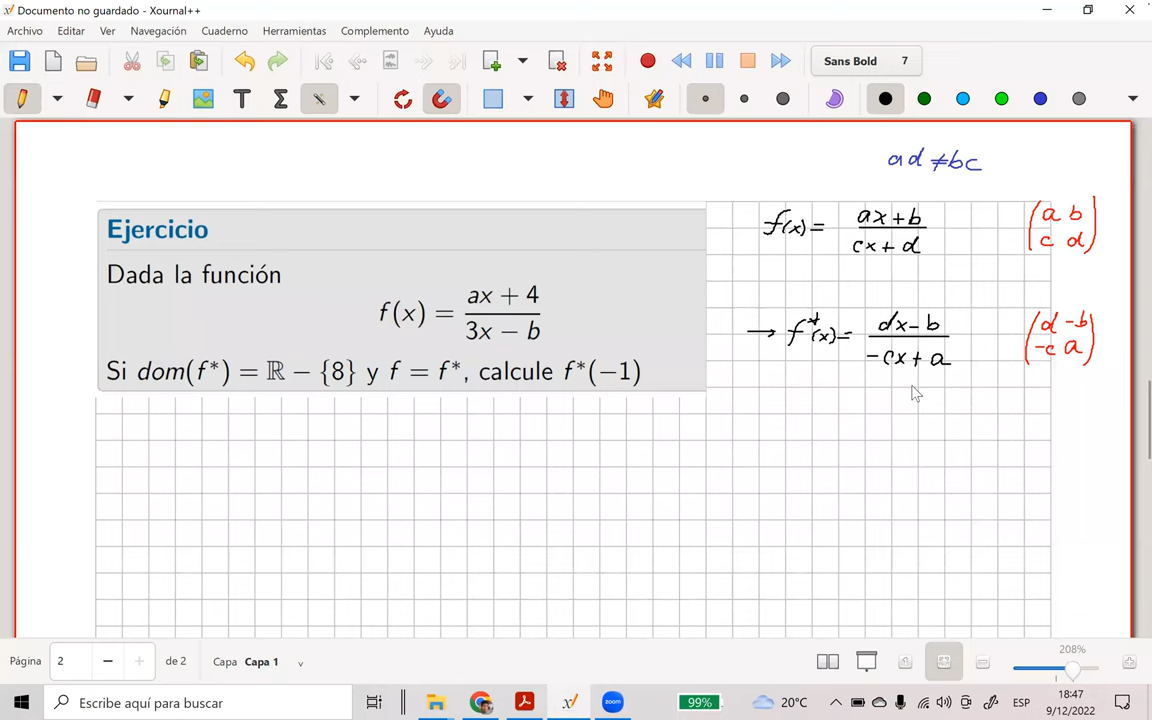 Documento no guardado - Xournal++
Archivo Editar Ver Navegación Cuaderno Herramientas Complemento Ayuda
Sans Bold 7
ad ≠ bc
Ejercicio
Dada la función
f(x) = (ax + 4)/(3x − b)
Si dom(f*) = ℝ − {8} y f = f*, calcule f*(−1)
f(x) = (ax+b)/(cx+d)
(a b
c d)
→ f*(x) = (dx−b)/(−cx+a)
(d −b
−c a)
Página 2 de 2 Capa Capa 1 208%
Escribe aquí para buscar
zoom
99%
20°C
ESP
18:47
9/12/2022